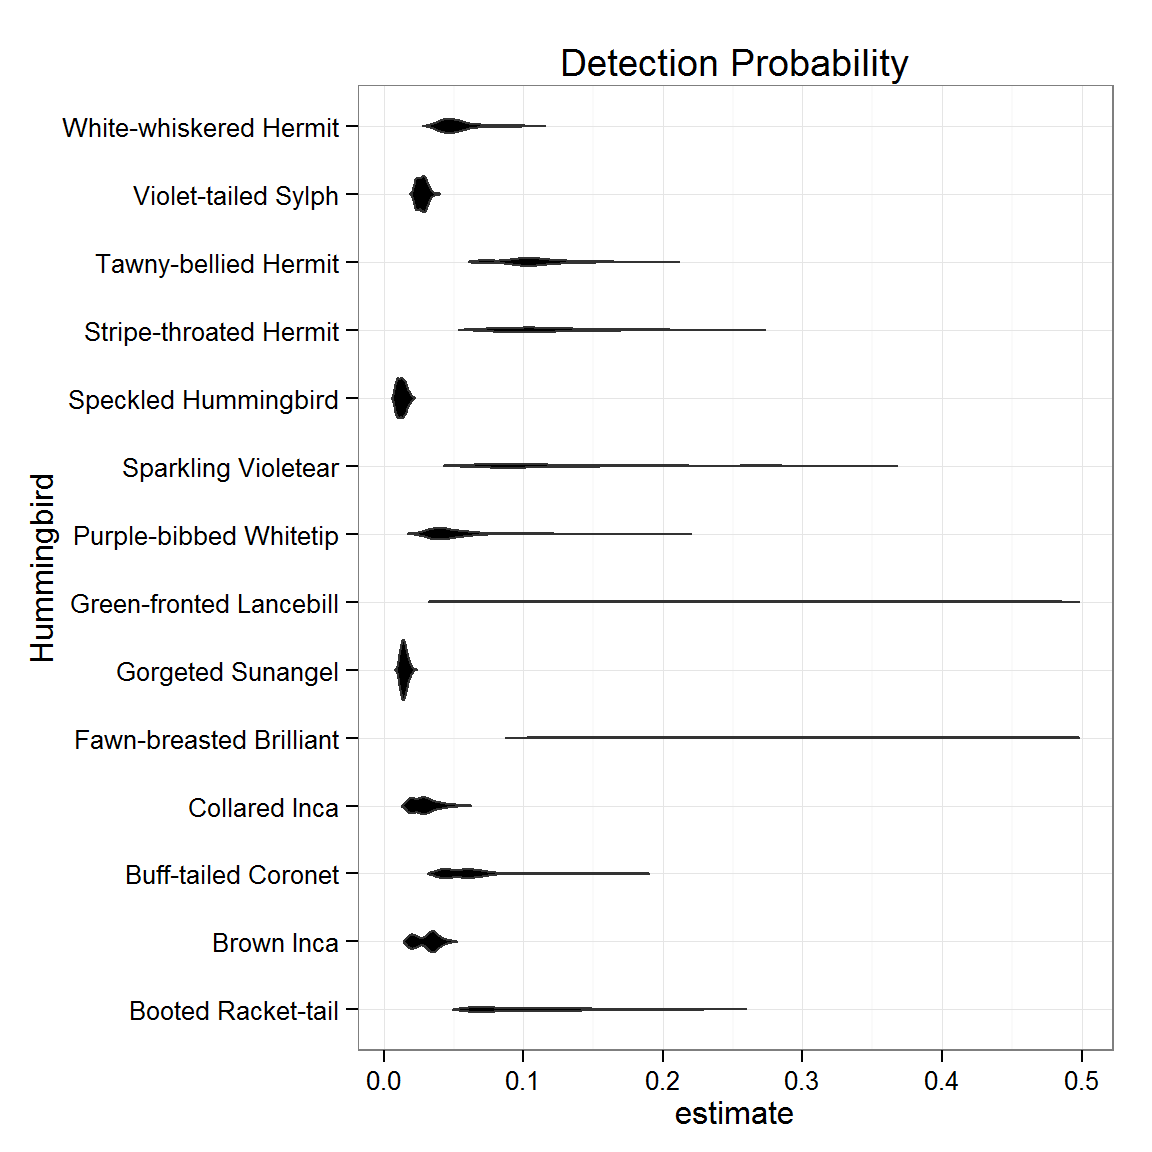 Detection Probability
White-whiskered Hermit
Violet-tailed Sylph
Tawny-bellied Hermit
Stripe-throated Hermit
Speckled Hummingbird
Sparkling Violetear
Purple-bibbed Whitetip
Green-fronted Lancebill
Gorgeted Sunangel
Fawn-breasted Brilliant
Collared Inca
Buff-tailed Coronet
Brown Inca
Booted Racket-tail
Hummingbird
0.0 0.1 0.2 0.3 0.4 0.5
estimate